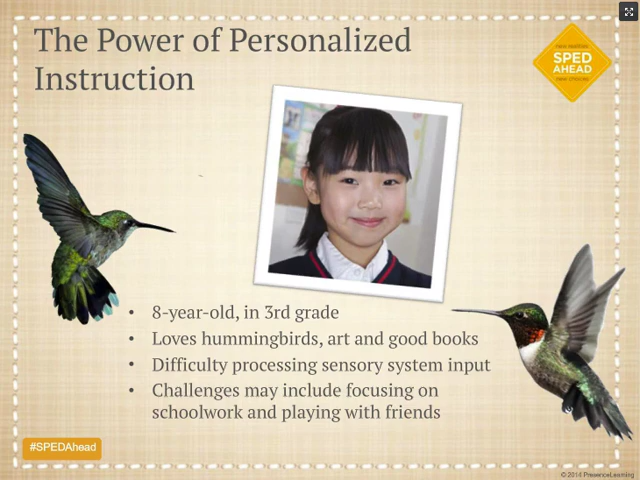 The Power of Personalized
Instruction
SPED
AHEAD
• 8-year-old, in 3rd grade
• Loves hummingbirds, art and good books
• Difficulty processing sensory system input
• Challenges may include focusing on
schoolwork and playing with friends
#SPEDAhead
© 2014 PresenceLearning